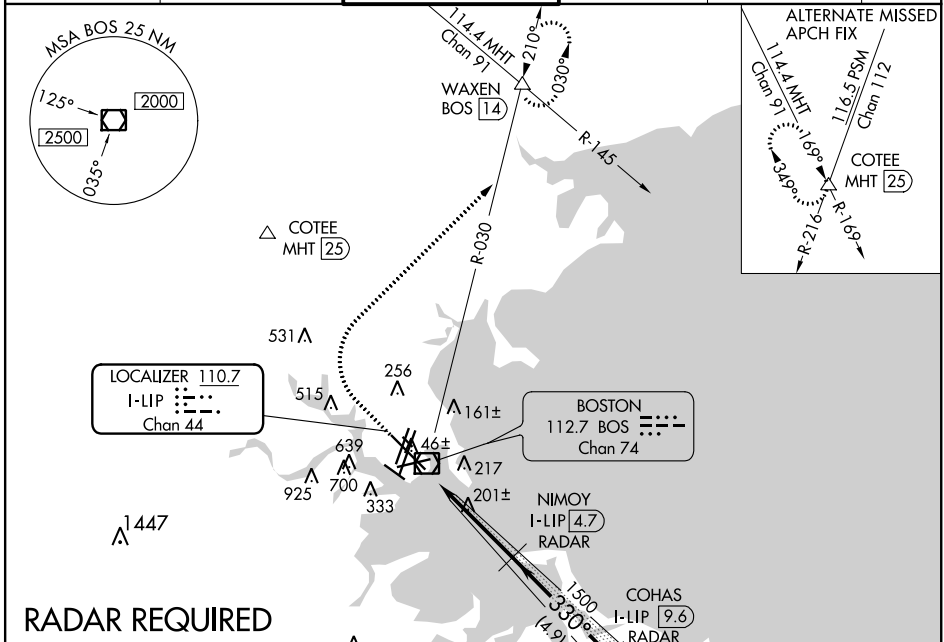 MSA BOS 25 NM
125°
2000
2500
035°
114.4 MHT
Chan 91
210°
030°
WAXEN
BOS 14
R-145
R-030
ALTERNATE MISSED
APCH FIX
114.4 MHT
Chan 91
116.5 PSM
Chan 112
169°
349°
COTEE
MHT 25
R-216
R-169
COTEE
MHT 25
531
LOCALIZER 110.7
I-LIP
Chan 44
515
256
161±
BOSTON
112.7 BOS
Chan 74
46±
639
700
925
333
217
201±
1447
NIMOY
I-LIP 4.7
RADAR
1500
330°
(4.9)
COHAS
I-LIP 9.6
RADAR
RADAR REQUIRED